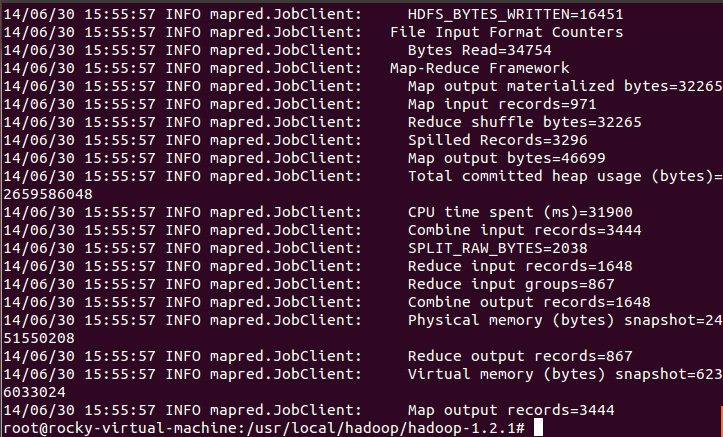 14/06/30 15:55:57 INFO mapred.JobClient:     HDFS_BYTES_WRITTEN=16451
14/06/30 15:55:57 INFO mapred.JobClient:   File Input Format Counters
14/06/30 15:55:57 INFO mapred.JobClient:     Bytes Read=34754
14/06/30 15:55:57 INFO mapred.JobClient:   Map-Reduce Framework
14/06/30 15:55:57 INFO mapred.JobClient:     Map output materialized bytes=32265
14/06/30 15:55:57 INFO mapred.JobClient:     Map input records=971
14/06/30 15:55:57 INFO mapred.JobClient:     Reduce shuffle bytes=32265
14/06/30 15:55:57 INFO mapred.JobClient:     Spilled Records=3296
14/06/30 15:55:57 INFO mapred.JobClient:     Map output bytes=46699
14/06/30 15:55:57 INFO mapred.JobClient:     Total committed heap usage (bytes)=
2659586048
14/06/30 15:55:57 INFO mapred.JobClient:     CPU time spent (ms)=31900
14/06/30 15:55:57 INFO mapred.JobClient:     Combine input records=3444
14/06/30 15:55:57 INFO mapred.JobClient:     SPLIT_RAW_BYTES=2038
14/06/30 15:55:57 INFO mapred.JobClient:     Reduce input records=1648
14/06/30 15:55:57 INFO mapred.JobClient:     Reduce input groups=867
14/06/30 15:55:57 INFO mapred.JobClient:     Combine output records=1648
14/06/30 15:55:57 INFO mapred.JobClient:     Physical memory (bytes) snapshot=24
51550208
14/06/30 15:55:57 INFO mapred.JobClient:     Reduce output records=867
14/06/30 15:55:57 INFO mapred.JobClient:     Virtual memory (bytes) snapshot=623
6033024
14/06/30 15:55:57 INFO mapred.JobClient:     Map output records=3444
root@rocky-virtual-machine:/usr/local/hadoop/hadoop-1.2.1#